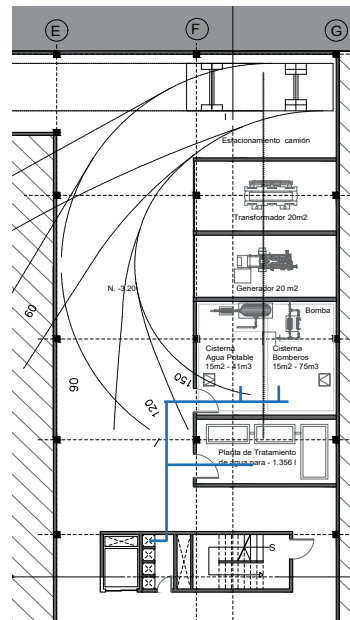 E
F
G
Estacionamiento camión
Transformador 20m2
N. -3.20
Generador 20 m2
Bomba
Cisterna
Agua Potable
15m2 - 41m3
Cisterna
Bomberos
15m2 - 75m3
60
90
120
150
Planta de Tratamiento
de agua para - 1.356 l
S